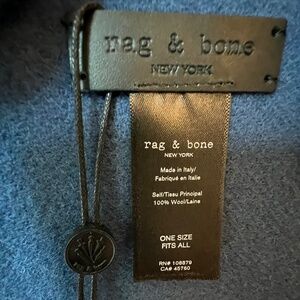 rag & bone
NEW YORK
rag & bone
NEW YORK
Made in Italy/
Fabriqué en Italie
Self/Tissu Principal
100% Wool/Laine
ONE SIZE
FITS ALL
RN# 108879
CA# 45760